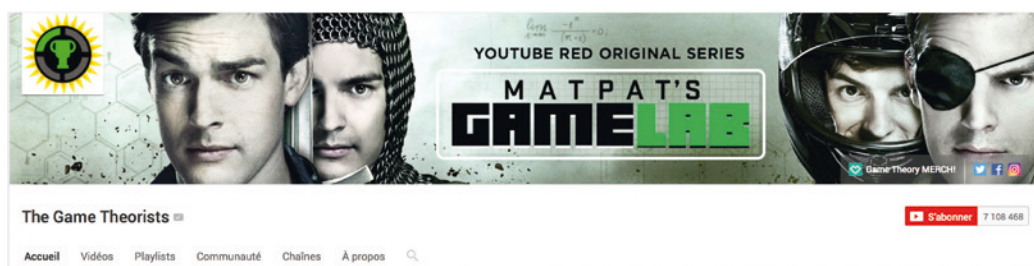 YOUTUBE RED ORIGINAL SERIES
MATPAT'S
GAMELAB
Game Theory MERCH!
The Game Theorists
S'abonner 7 108 468
Accueil Vidéos Playlists Communauté Chaînes À propos